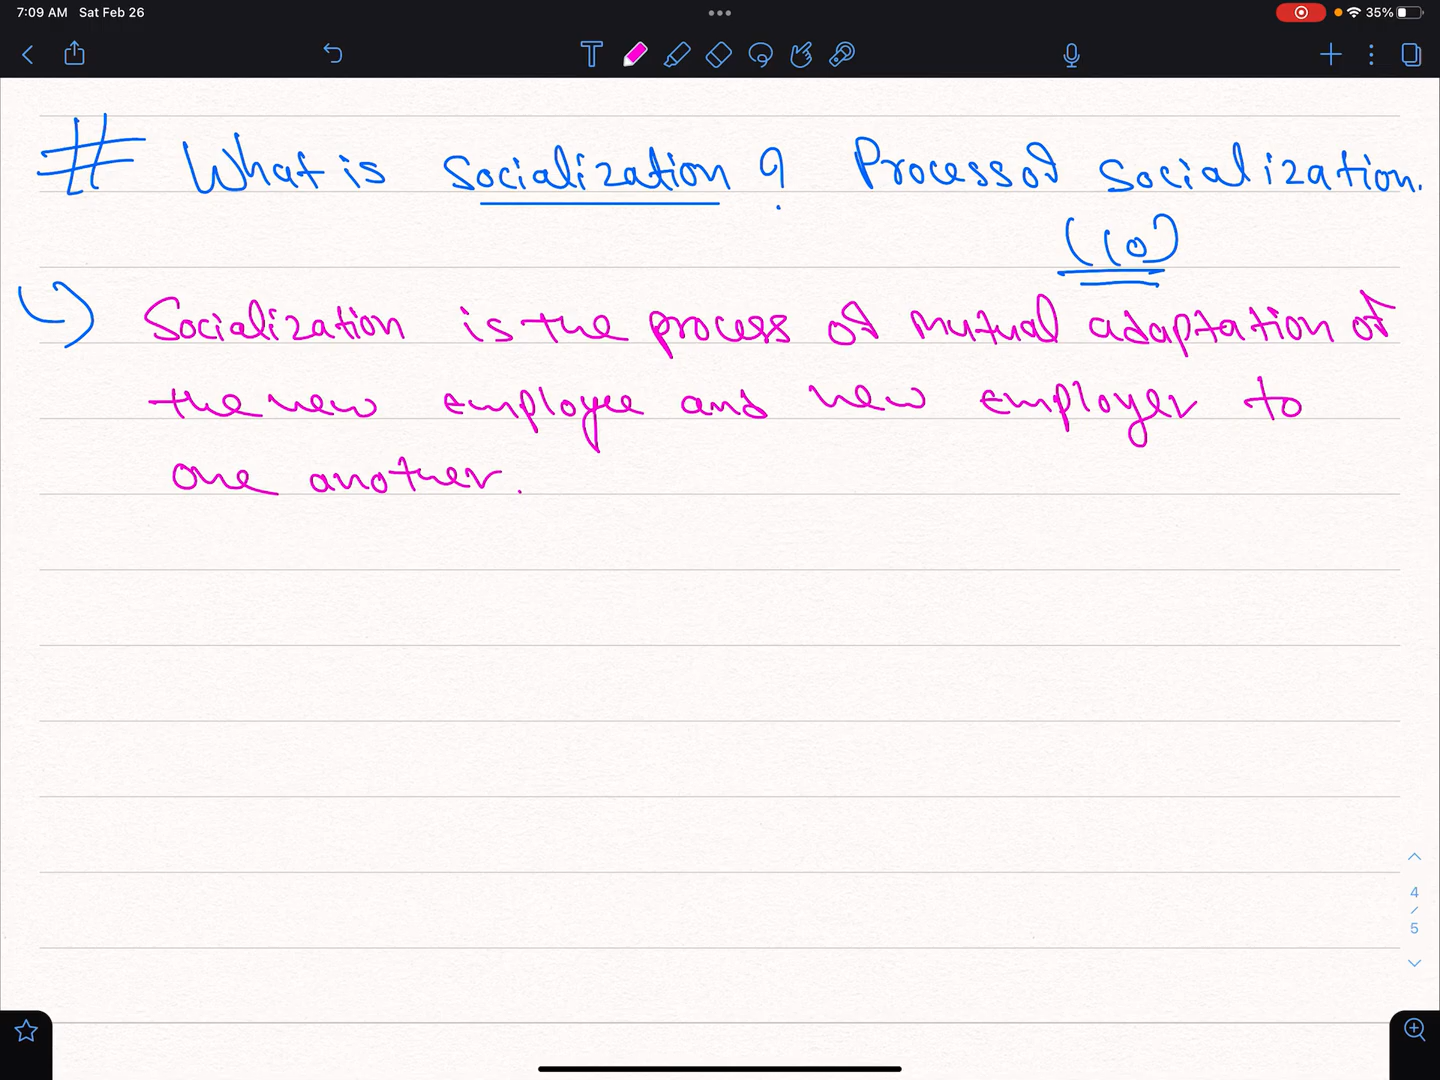 7:09 AM Sat Feb 26
35%
# What is Socialization? Process of Socialization.
(10)
Socialization is the process of mutual adaptation of
the new employee and new employer to
one another.
4
/
5